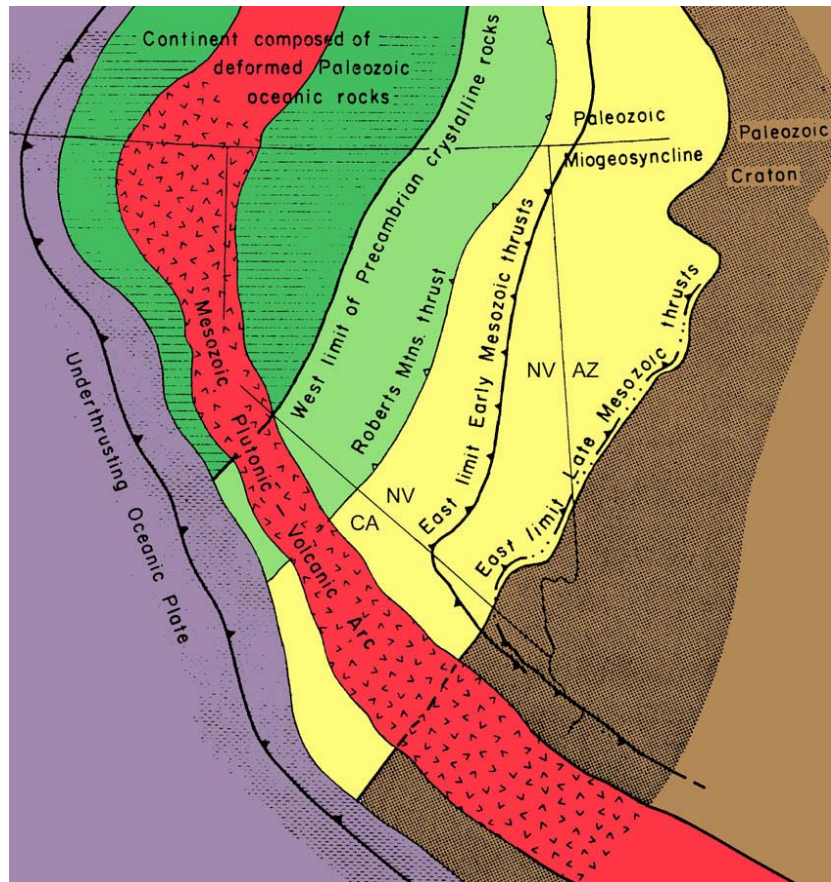 Continent composed of
deformed Paleozoic
oceanic rocks
West limit of Precambrian crystalline rocks
Paleozoic
Miogeosyncline
Paleozoic
Craton
Roberts Mtns. thrust
East limit Early Mesozoic thrusts
NV AZ
East limit Late Mesozoic thrusts
Mesozoic Plutonic - Volcanic Arc
NV
CA
Underthrusting Oceanic Plate